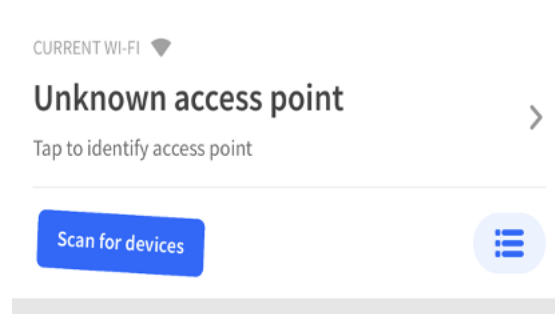 CURRENT WI-FI
Unknown access point
Tap to identify access point
Scan for devices